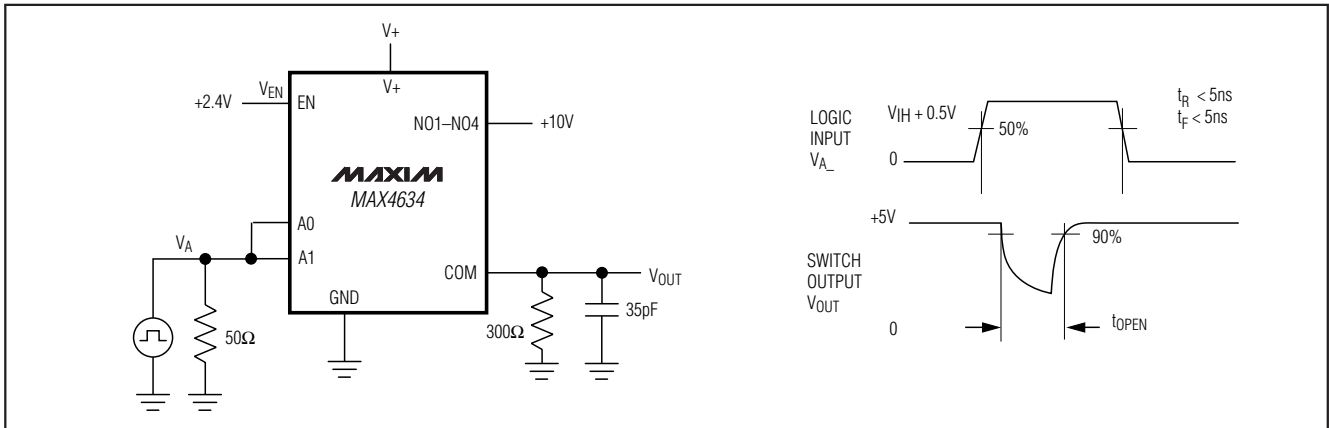 V+
V+
+2.4V
VEN
EN
NO1–NO4
+10V
MAXIM
MAX4634
A0
VA
A1
COM
VOUT
GND
50Ω
300Ω
35pF
LOGIC
INPUT
VA_
VIH + 0.5V
50%
0
tR < 5ns
tF < 5ns
+5V
90%
SWITCH
OUTPUT
VOUT
0
tOPEN